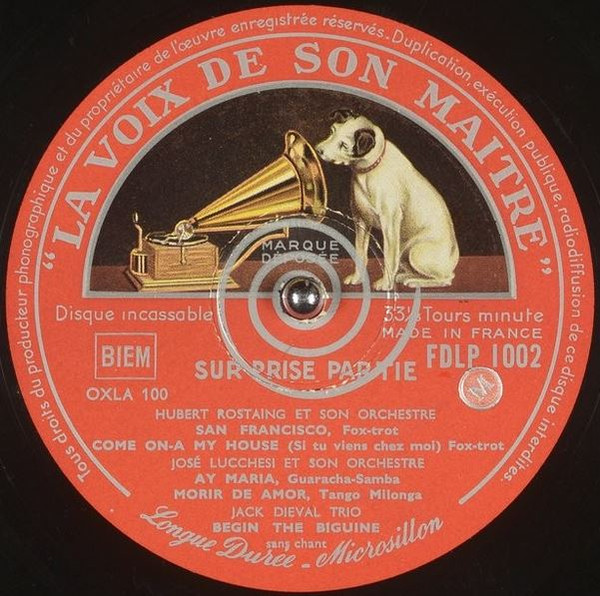 Tous droits du producteur phonographique et du propriétaire de l'œuvre enregistrée réservés. Duplication, exécution publique, radiodiffusion de ce disque interdites.
"LA VOIX DE SON MAITRE"
MARQUE
DÉPOSÉE
Disque incassable
33⅓ Tours minute
MADE IN FRANCE
BIEM
SURPRISE PARTIE
FDLP 1002
OXLA 100
HUBERT ROSTAING ET SON ORCHESTRE
SAN FRANCISCO, Fox-trot
COME ON-A MY HOUSE (Si tu viens chez moi) Fox-trot
JOSÉ LUCCHESI ET SON ORCHESTRE
AY MARIA, Guaracha-Samba
MORIR DE AMOR, Tango Milonga
JACK DIEVAL TRIO
BEGIN THE BIGUINE
sans chant
Longue Durée - Microsillon